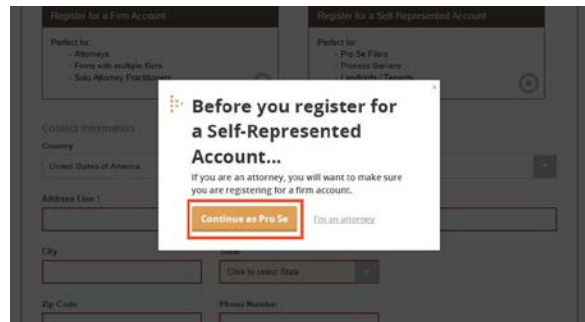 Register for a Firm Account
Register for a Self-Represented Account
Perfect for:
- Attorneys
- Firms with multiple filers
- Solo Attorney Practitioners
Perfect for:
- Pro Se Filers
- Process Servers
- Landlords / Tenants
Before you register for
a Self-Represented
Account...
If you are an attorney, you will want to make sure
you are registering for a firm account.
Continue as Pro Se
I'm an attorney
Contact Information
Country
United States of America
Address Line 1
City
State
Click to select State
Zip Code
Phone Number